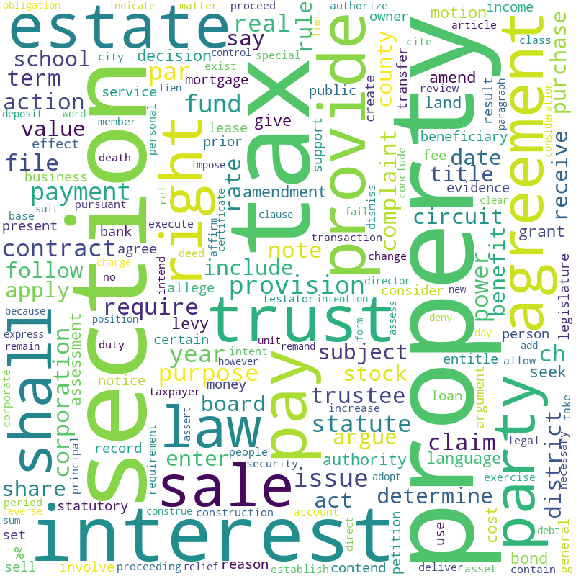 obligation
indicate
matter
proceed
authorize
owner
motion
income
estate
real
say
rule
article
cite
class
school
city
decision
control
special
county
transfer
amend
review
paragraph
term
par
mortgage
exist
public
land
result
purchase
action
service
lien
fund
tax
provide
create
agreement
deposit
word
member
personal
lease
support
beneficiary
consideration
value
effect
death
right
give
prior
rate
complaint
fee
date
receive
file
business
section
impose
amendment
conclude
title
evidence
suit
base
pursuant
rel
clause
fail
dismiss
clear
payment
present
bank
execute
affirm
certificate
transaction
circuit
grant
contract
agree
deed
note
change
property
benefit
legislature
no
charge
intend
include
director
consider
new
power
follow
allege
provision
deny
day
person
apply
testator
intention
form
assess
because
position
require
trust
add
express
duty
levy
entitle
allow
remain
certain
unit
remand
subject
ch
notice
year
intent
however
seek
shall
corporation
assessment
purpose
taxpayer
money
pay
stock
loan
argument
corporate
law
board
increase
trustee
party
legal
take
necessary
district
record
assert
people
statute
claim
principal
requirement
enter
security
argue
language
authority
adopt
share
statutory
sale
issue
determine
exercise
period
act
use
cost
reverse
construe
construction
account
petition
debt
general
sum
interest
direct
set
bond
contain
sell
involve
proceeding
relief
reason
establish
contend
deliver
asset